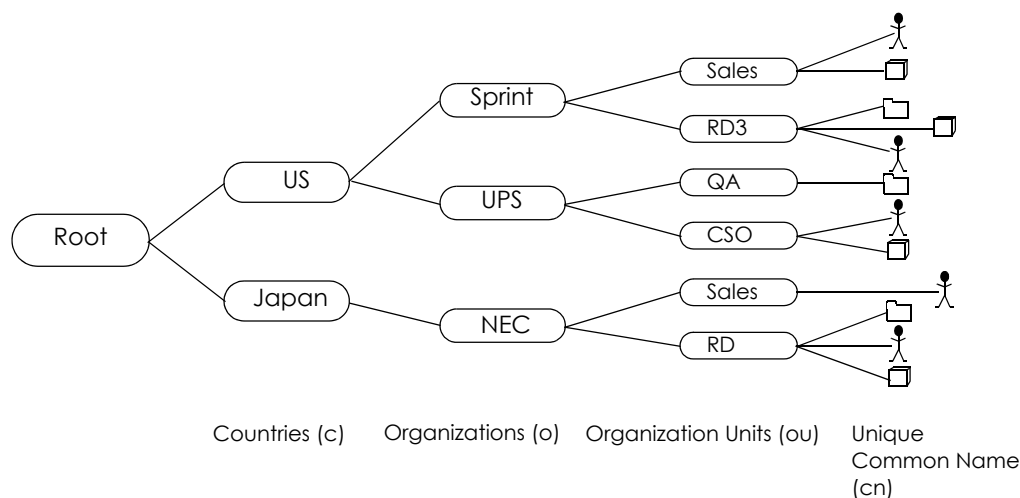 Sales
Sprint
RD3
US
QA
UPS
Root
CSO
Japan
Sales
NEC
RD
Countries (c)
Organizations (o)
Organization Units (ou)
Unique
Common Name
(cn)